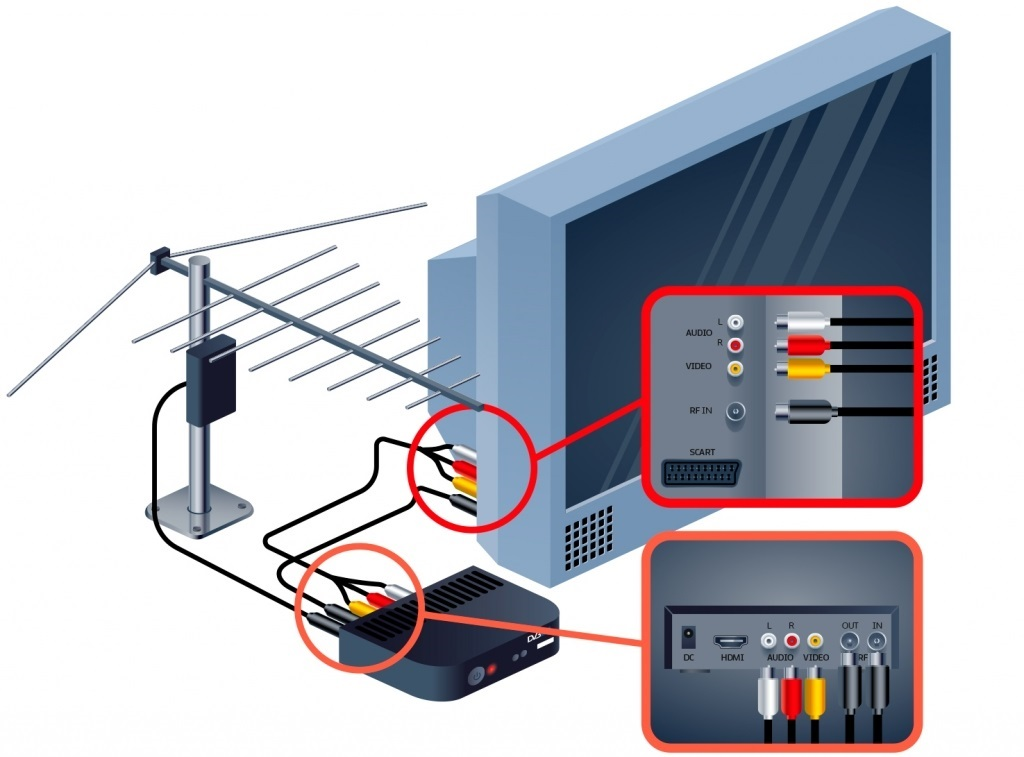 L
AUDIO
R
VIDEO
RF IN
SCART
L R OUT IN
DC HDMI AUDIO VIDEO RF